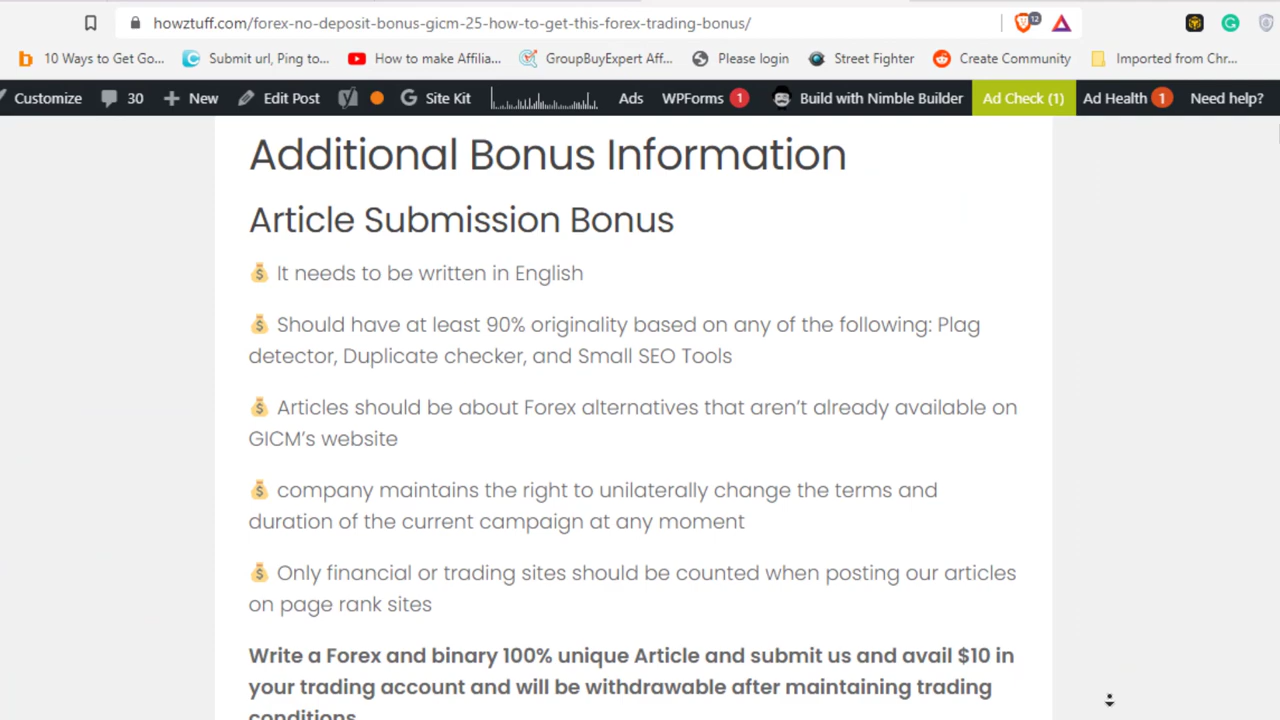 howztuff.com/forex-no-deposit-bonus-gicm-25-how-to-get-this-forex-trading-bonus/
12
10 Ways to Get Go... Submit url, Ping to... How to make Affilia... GroupBuyExpert Aff... Please login Street Fighter Create Community Imported from Chr...
Customize 30 New Edit Post Site Kit Ads WPForms 1 Build with Nimble Builder Ad Check (1) Ad Health 1 Need help?
Additional Bonus Information
Article Submission Bonus
It needs to be written in English
Should have at least 90% originality based on any of the following: Plag
detector, Duplicate checker, and Small SEO Tools
Articles should be about Forex alternatives that aren't already available on
GICM's website
company maintains the right to unilaterally change the terms and
duration of the current campaign at any moment
Only financial or trading sites should be counted when posting our articles
on page rank sites
Write a Forex and binary 100% unique Article and submit us and avail $10 in
your trading account and will be withdrawable after maintaining trading
conditions